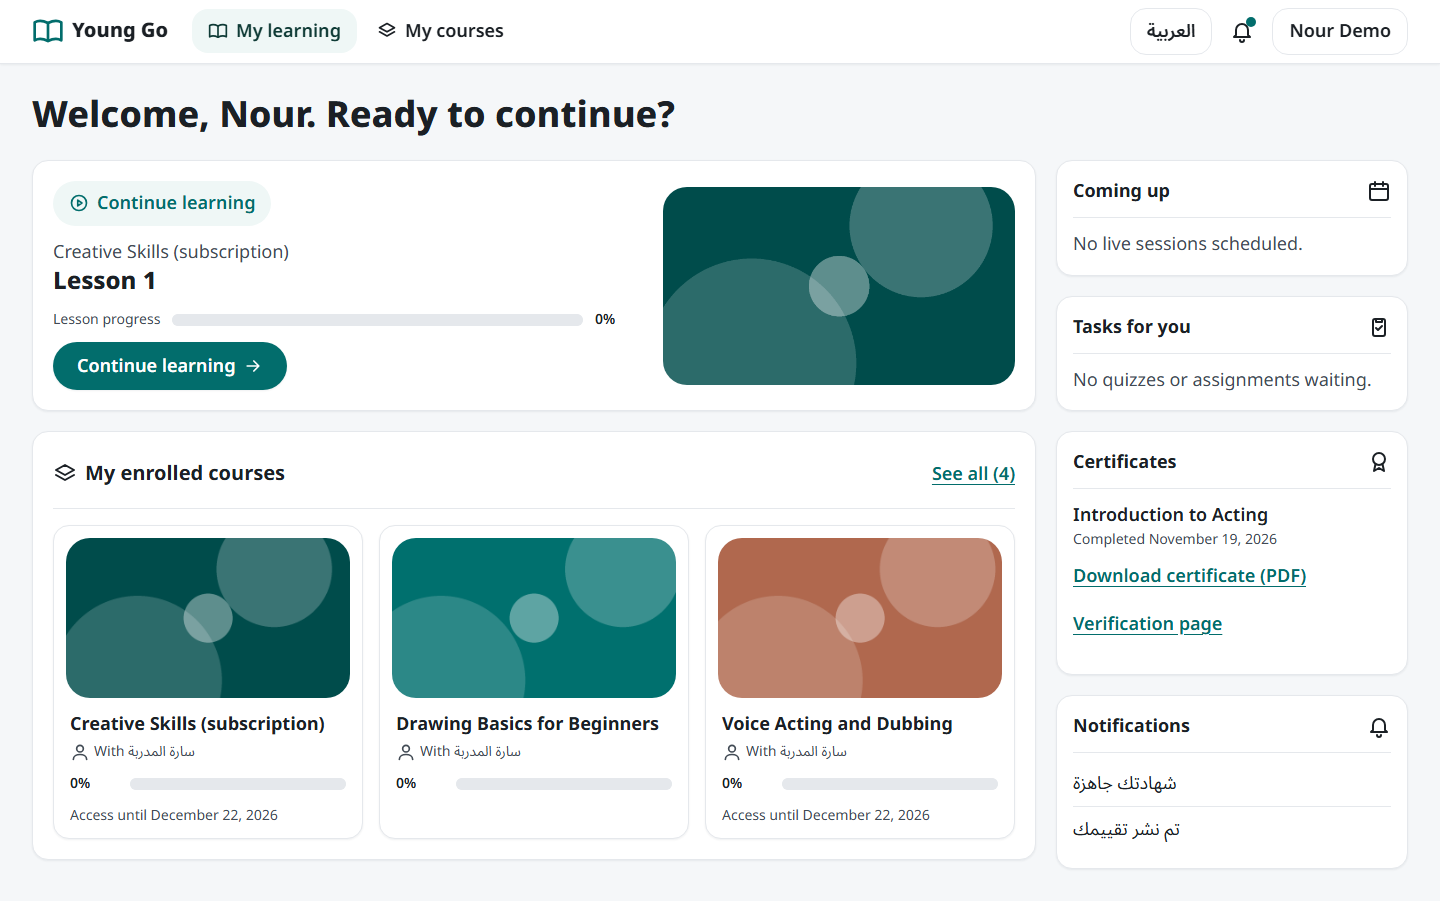 Young Go
My learning
My courses
العربية
Nour Demo
Welcome, Nour. Ready to continue?
Continue learning
Creative Skills (subscription)
Lesson 1
Lesson progress
0%
Continue learning
Coming up
No live sessions scheduled.
Tasks for you
No quizzes or assignments waiting.
My enrolled courses
See all (4)
Creative Skills (subscription)
With سارة المدربة
0%
Access until December 22, 2026
Drawing Basics for Beginners
With سارة المدربة
0%
Voice Acting and Dubbing
With سارة المدربة
0%
Access until December 22, 2026
Certificates
Introduction to Acting
Completed November 19, 2026
Download certificate (PDF)
Verification page
Notifications
شهادتك جاهزة
تم نشر تقييمك